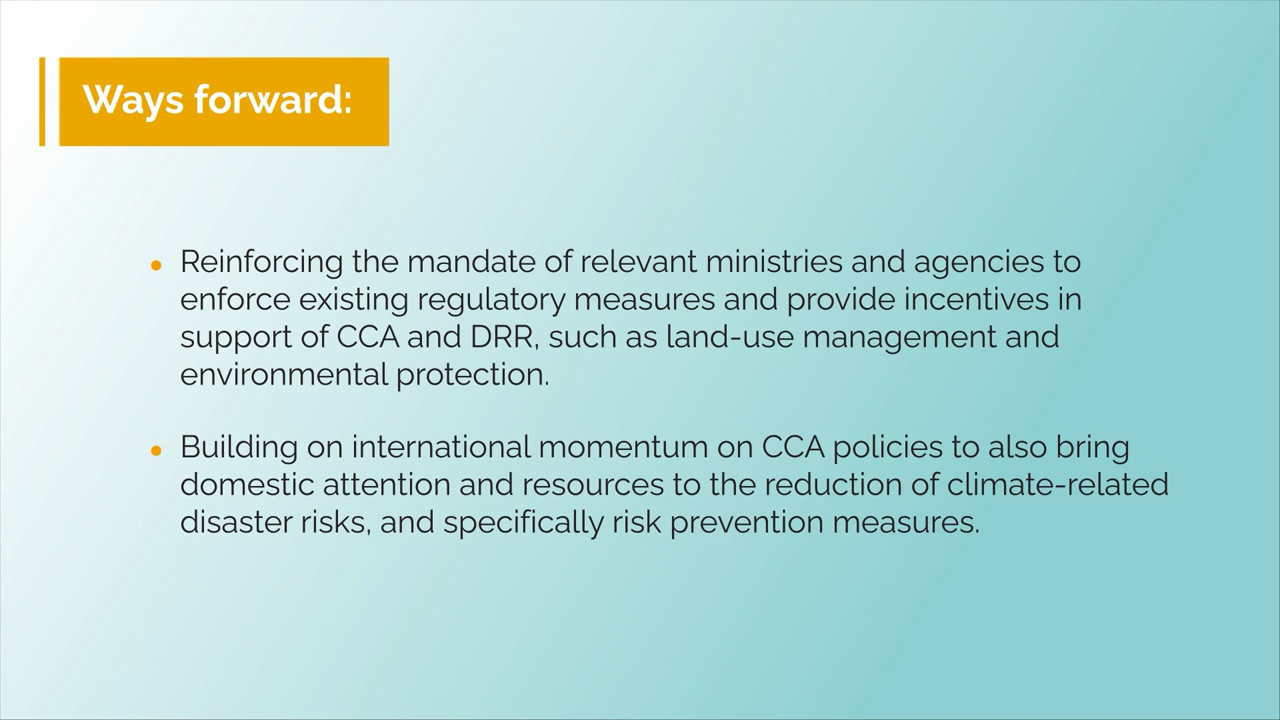 Ways forward:
• Reinforcing the mandate of relevant ministries and agencies to
enforce existing regulatory measures and provide incentives in
support of CCA and DRR, such as land-use management and
environmental protection.
• Building on international momentum on CCA policies to also bring
domestic attention and resources to the reduction of climate-related
disaster risks, and specifically risk prevention measures.